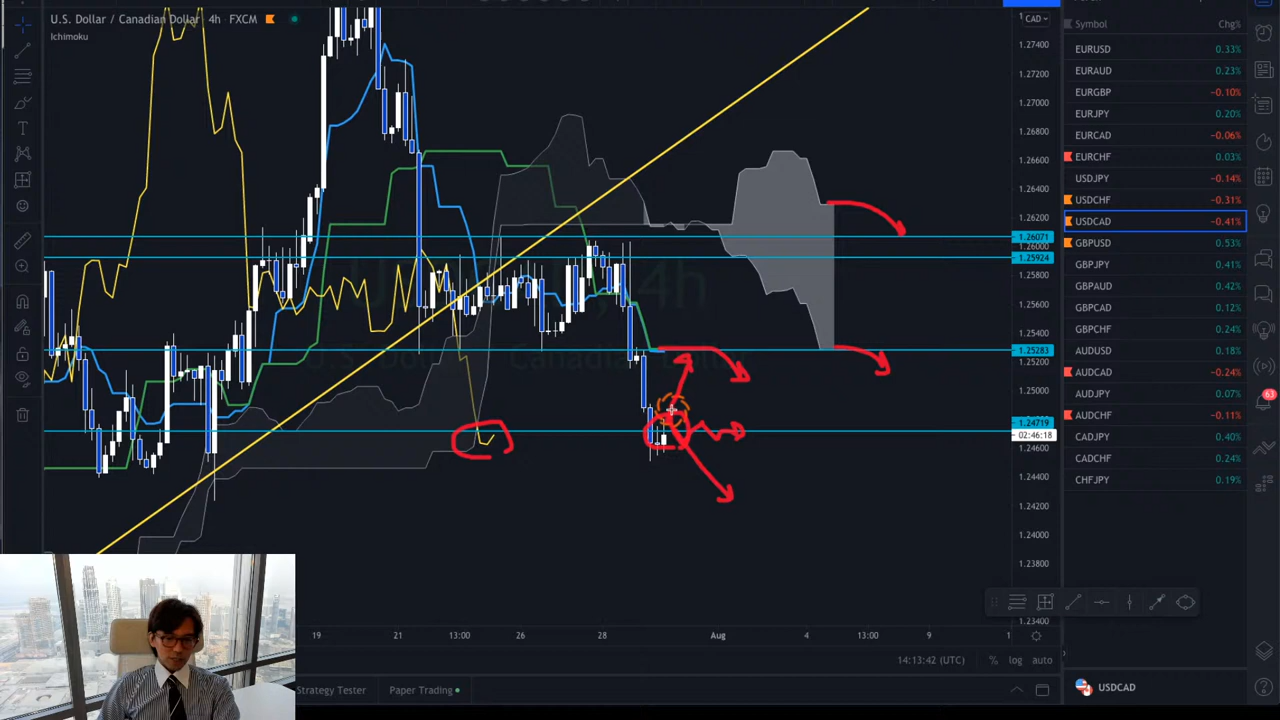 U.S. Dollar / Canadian Dollar 4h · FXCM
Ichimoku
CAD
1.27400
1.27200
1.27000
1.26800
1.26600
1.26400
1.26200
1.26071
1.26000
1.25924
1.25800
1.25600
1.25400
1.25283
1.25200
1.25000
1.24719
02:46:18
1.24600
1.24400
1.24200
1.24000
1.23800
1.23400
19
21
13:00
26
28
Aug
4
13:00
9
14:13:42 (UTC)
% log auto
Strategy Tester
Paper Trading
Symbol Chg%
EURUSD 0.33%
EURAUD 0.23%
EURGBP −0.10%
EURJPY 0.20%
EURCAD −0.06%
EURCHF 0.03%
USDJPY −0.14%
USDCHF −0.31%
USDCAD −0.41%
GBPUSD 0.53%
GBPJPY 0.41%
GBPAUD 0.42%
GBPCAD 0.12%
GBPCHF 0.24%
AUDUSD 0.18%
AUDCAD −0.24%
AUDJPY 0.07%
AUDCHF −0.11%
CADJPY 0.40%
CADCHF 0.24%
CHFJPY 0.19%
63
USDCAD